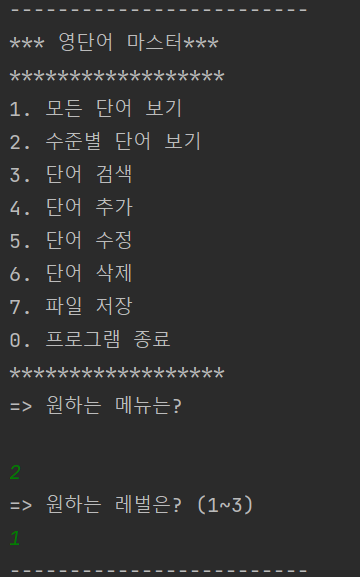 -------------------------
*** 영단어 마스터***
******************
1. 모든 단어 보기
2. 수준별 단어 보기
3. 단어 검색
4. 단어 추가
5. 단어 수정
6. 단어 삭제
7. 파일 저장
0. 프로그램 종료
******************
=> 원하는 메뉴는?
2
=> 원하는 레벌은? (1~3)
1
-------------------------